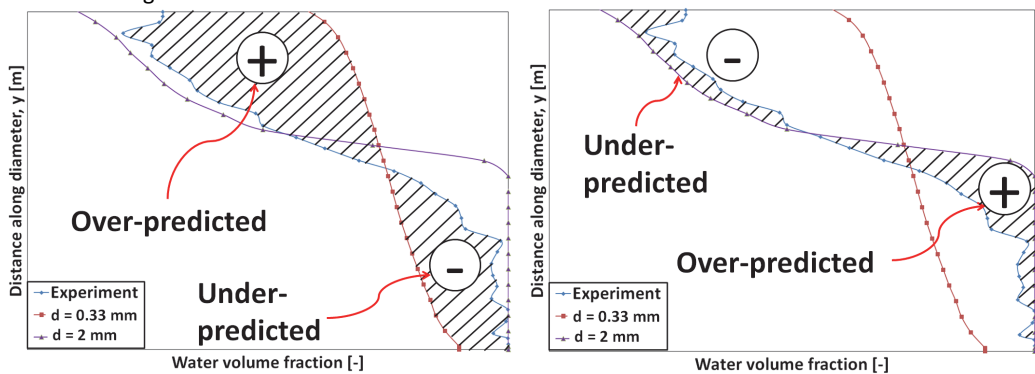 Distance along diameter, y [m]
+
Over-predicted
-
Under-
predicted
Experiment
d = 0.33 mm
d = 2 mm
Water volume fraction [-]
Distance along diameter, y [m]
-
Under-
predicted
+
Over-predicted
Experiment
d = 0.33 mm
d = 2 mm
Water volume fraction [-]